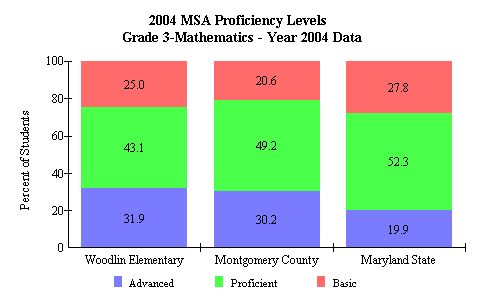 2004 MSA Proficiency Levels
Grade 3-Mathematics - Year 2004 Data
Percent of Students
100
80
60
40
20
0
25.0
20.6
27.8
43.1
49.2
52.3
31.9
30.2
19.9
Woodlin Elementary
Montgomery County
Maryland State
Advanced
Proficient
Basic